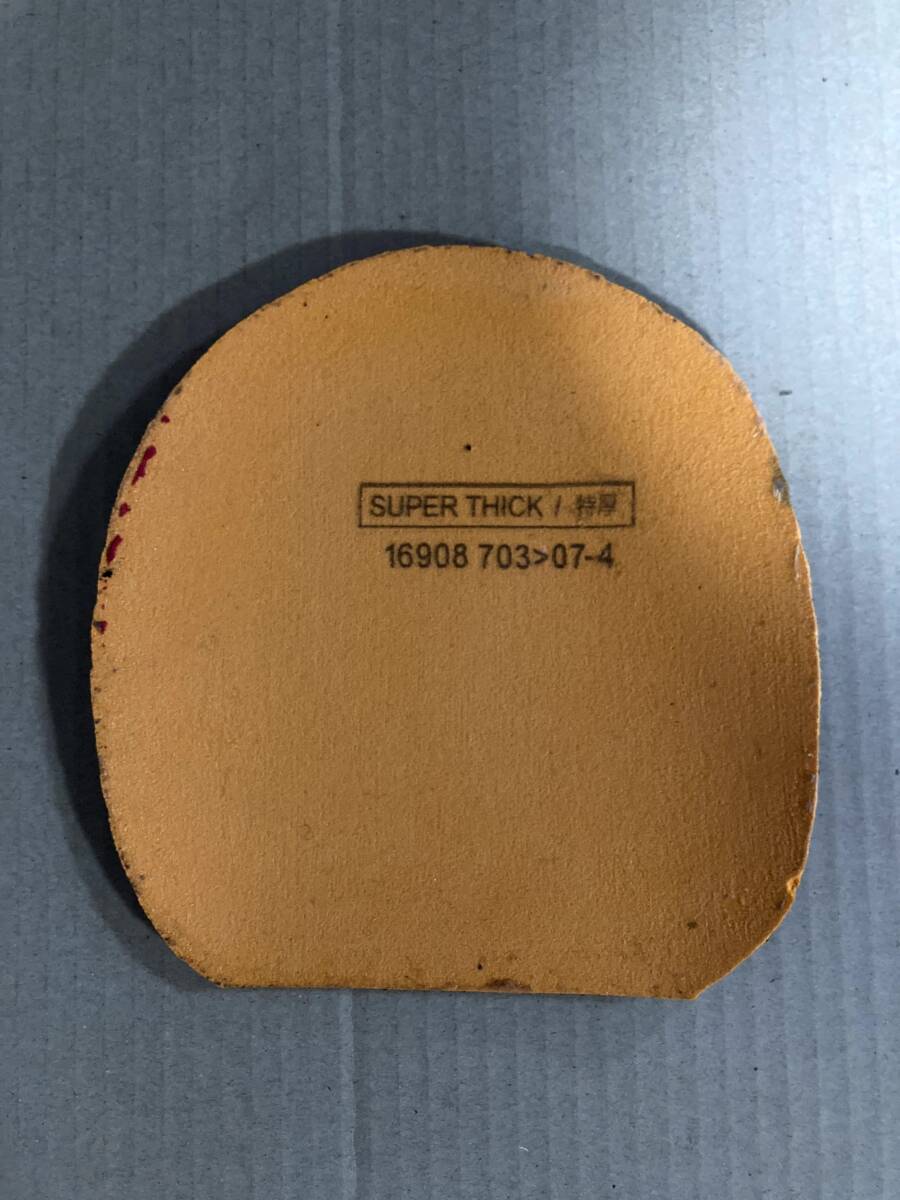 SUPER THICK / 特厚
16908 703>07-4